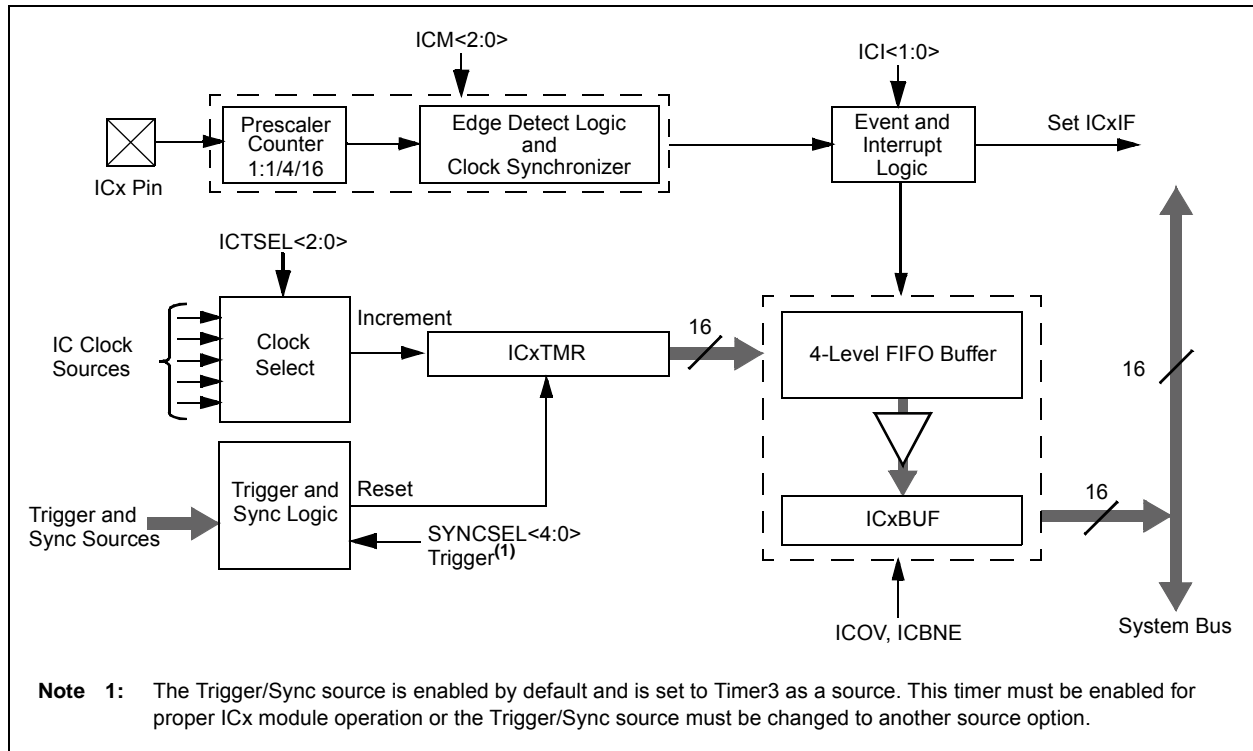 ICM<2:0>
ICI<1:0>
Prescaler
Counter
1:1/4/16
Edge Detect Logic
and
Clock Synchronizer
Event and
Interrupt
Logic
Set ICxIF
ICx Pin
ICTSEL<2:0>
IC Clock
Sources
Clock
Select
Increment
ICxTMR
16
4-Level FIFO Buffer
16
Trigger and
Sync Sources
Trigger and
Sync Logic
Reset
SYNCSEL<4:0>
Trigger(1)
ICxBUF
16
ICOV, ICBNE
System Bus
Note 1: The Trigger/Sync source is enabled by default and is set to Timer3 as a source. This timer must be enabled for
proper ICx module operation or the Trigger/Sync source must be changed to another source option.